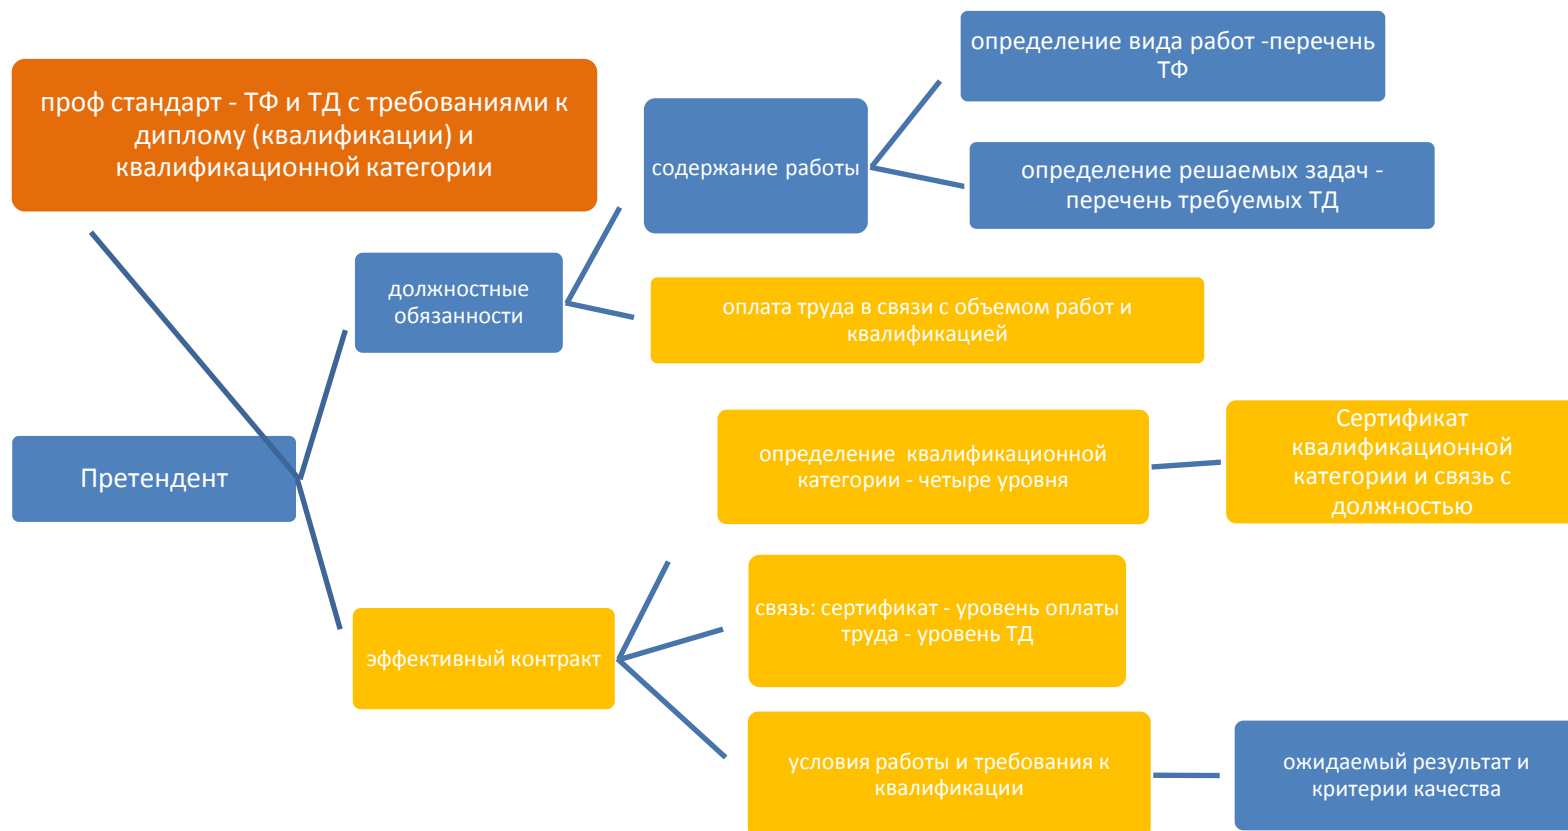 определение вида работ -перечень
ТФ
проф стандарт - ТФ и ТД с требованиями к
диплому (квалификации) и
квалификационной категории
содержание работы
определение решаемых задач -
перечень требуемых ТД
должностные
обязанности
оплата труда в связи с объемом работ и
квалификацией
Претендент
определение квалификационной
категории - четыре уровня
Сертификат
квалификационной
категории и связь с
должностью
связь: сертификат - уровень оплаты
труда - уровень ТД
эффективный контракт
условия работы и требования к
квалификации
ожидаемый результат и
критерии качества